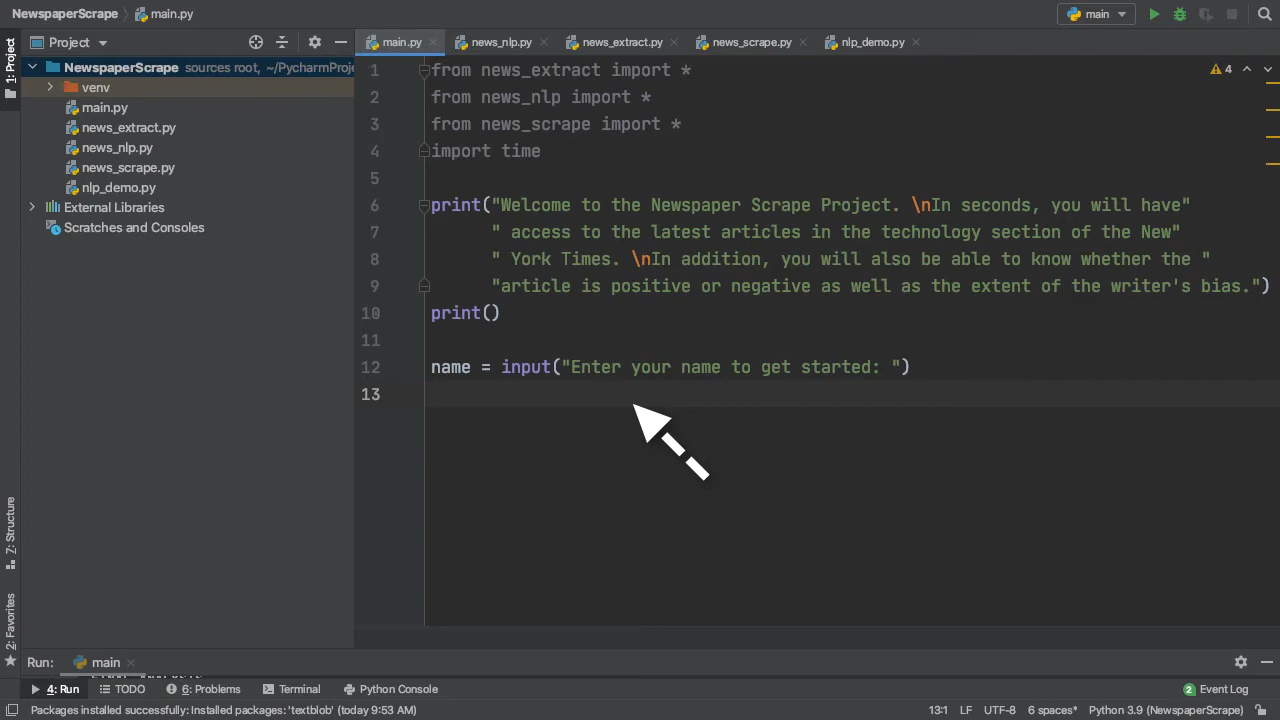 NewspaperScrape main.py
main
Project
main.py news_nlp.py news_extract.py news_scrape.py nlp_demo.py
1: Project
NewspaperScrape sources root, ~/PycharmProje
venv
main.py
news_extract.py
news_nlp.py
news_scrape.py
nlp_demo.py
External Libraries
Scratches and Consoles
4
1 from news_extract import *
2 from news_nlp import *
3 from news_scrape import *
4 import time
5
6 print("Welcome to the Newspaper Scrape Project. \nIn seconds, you will have"
7 " access to the latest articles in the technology section of the New"
8 " York Times. \nIn addition, you will also be able to know whether the "
9 "article is positive or negative as well as the extent of the writer's bias.")
10 print()
11
12 name = input("Enter your name to get started: ")
13
Z: Structure
2: Favorites
Run: main
4: Run TODO 6: Problems Terminal Python Console 2 Event Log
Packages installed successfully: Installed packages: 'textblob' (today 9:53 AM) 13:1 LF UTF-8 6 spaces* Python 3.9 (NewspaperScrape)